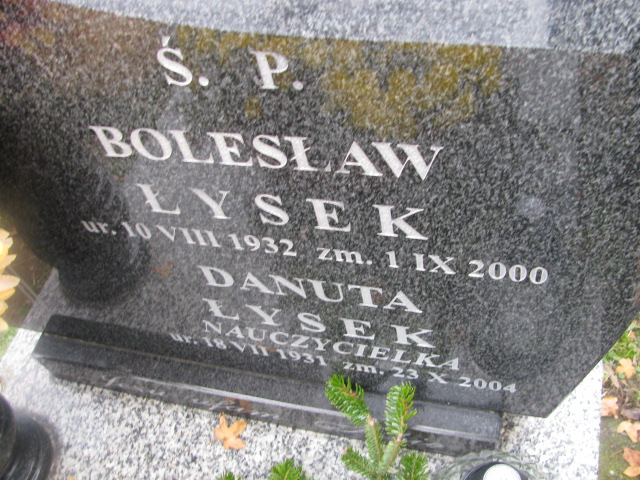 Ś. P.
BOLESŁAW
ŁYSEK
ur. 10 VIII 1932 zm. 1 IX 2000
DANUTA
ŁYSEK
NAUCZYCIELKA
ur. 18 VII 1931 zm. 23 X 2004